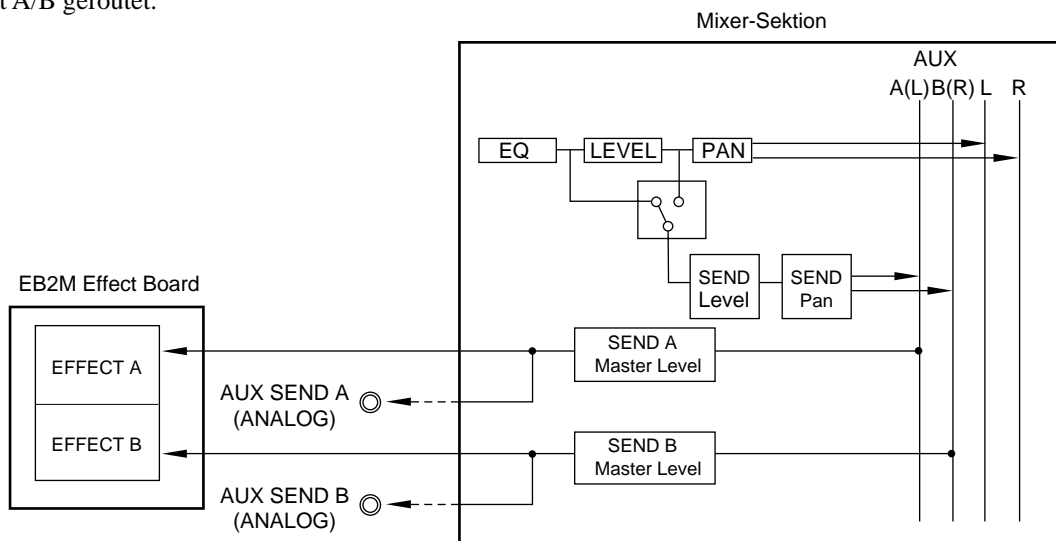 t A/B geroutet.
Mixer-Sektion
AUX
A(L) B(R) L R
EQ LEVEL PAN
SEND
Level
SEND
Pan
EB2M Effect Board
EFFECT A
EFFECT B
AUX SEND A
(ANALOG)
SEND A
Master Level
AUX SEND B
(ANALOG)
SEND B
Master Level